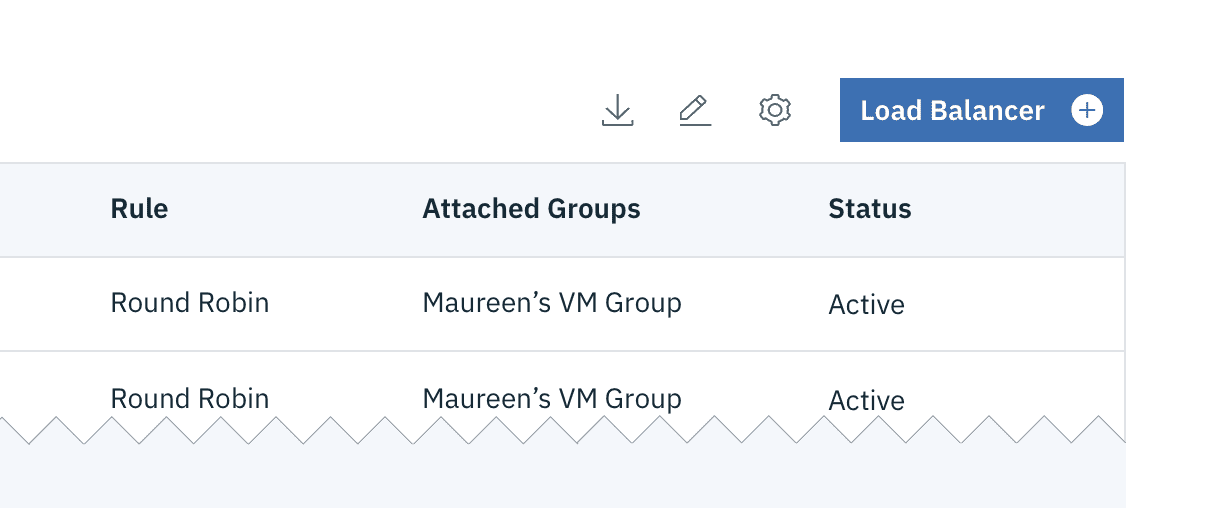 Load Balancer
Rule Attached Groups Status
Round Robin Maureen’s VM Group Active
Round Robin Maureen’s VM Group Active